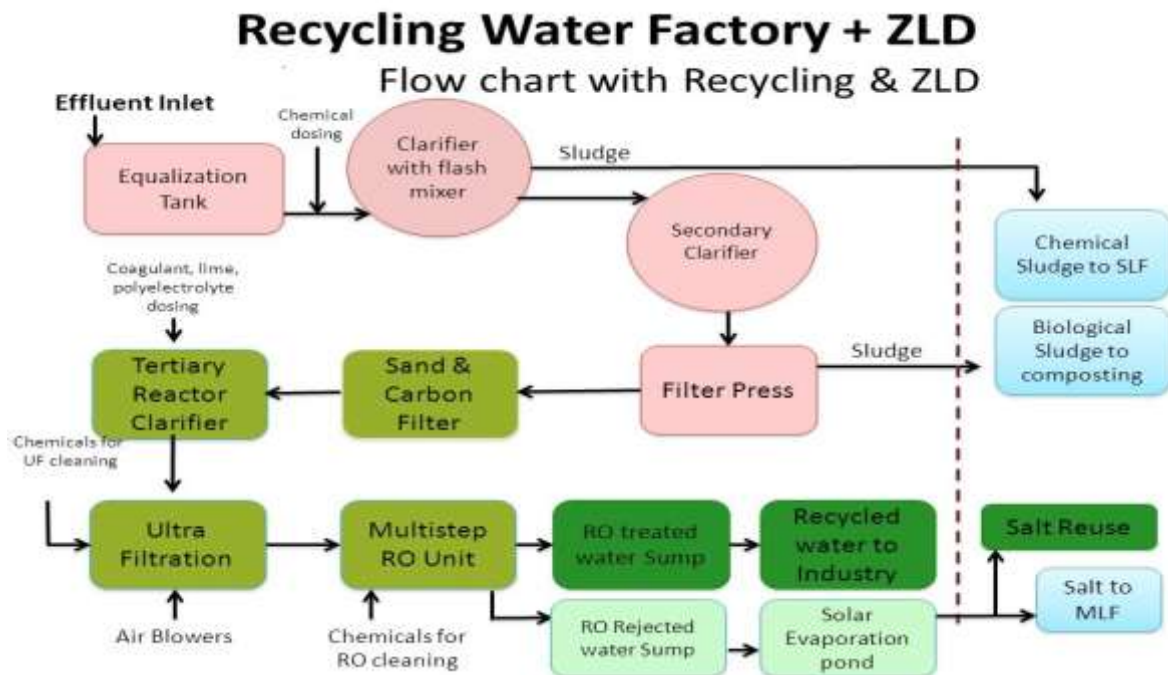 Recycling Water Factory + ZLD
Flow chart with Recycling & ZLD
Effluent Inlet
Chemical
dosing
Equalization
Tank
Clarifier
with flash
mixer
Sludge
Secondary
Clarifier
Chemical
Sludge to SLF
Coagulant, lime,
polyelectrolyte
dosing
Biological
Sludge to
composting
Tertiary
Reactor
Clarifier
Sand &
Carbon
Filter
Filter Press
Sludge
Chemicals for
UF cleaning
Ultra
Filtration
Multistep
RO Unit
RO treated
water Sump
Recycled
water to
Industry
Salt Reuse
Salt to
MLF
Air Blowers
Chemicals for
RO cleaning
RO Rejected
water Sump
Solar
Evaporation
pond